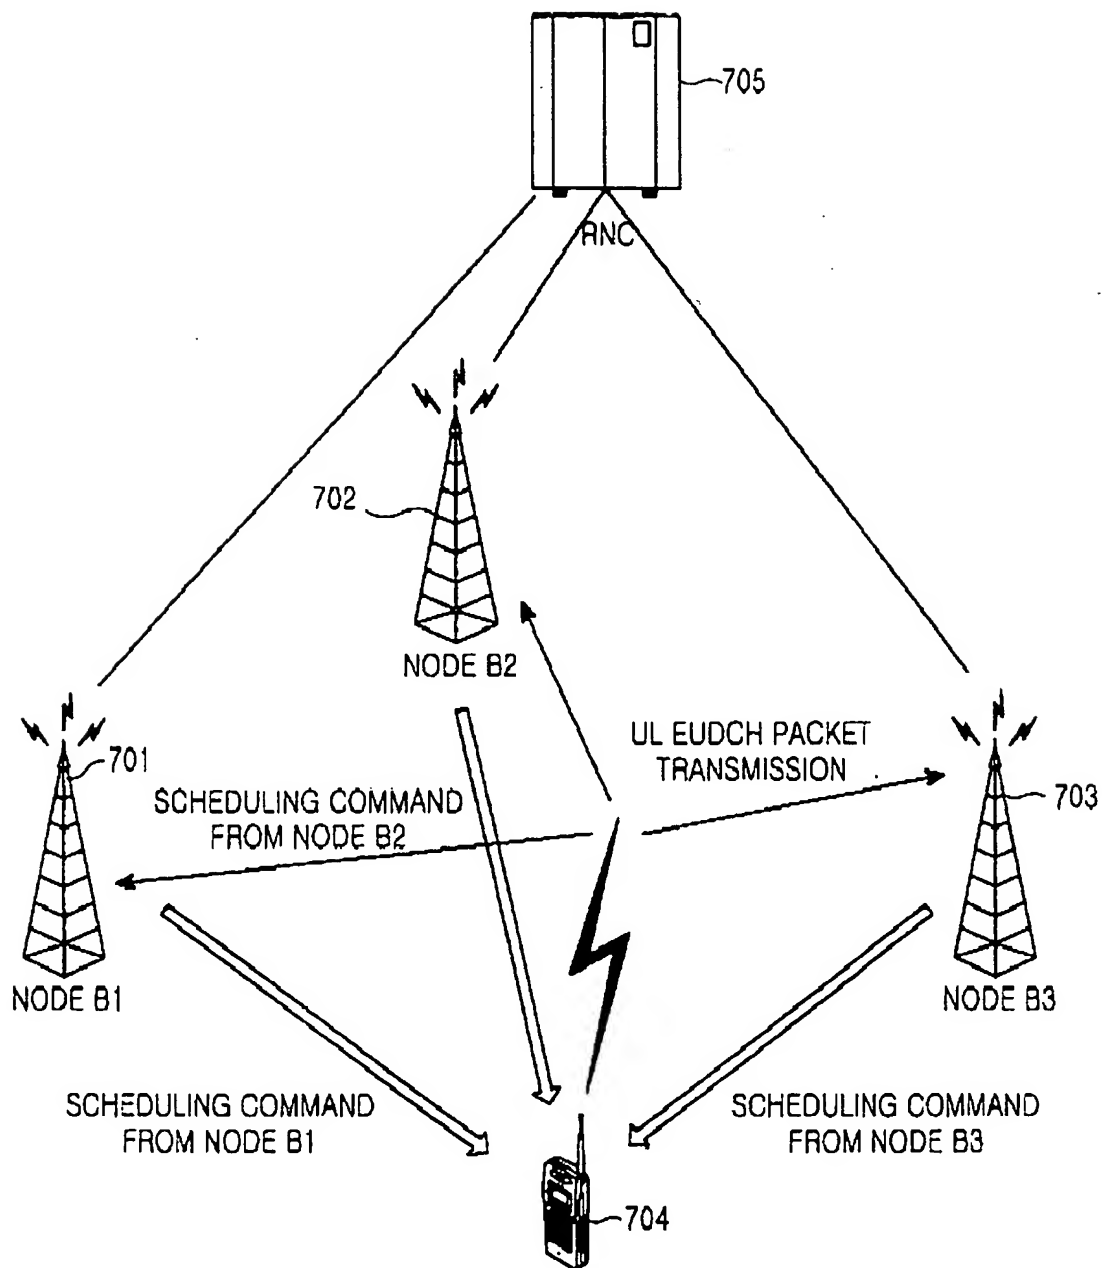 705
RNC
702
NODE B2
UL EUDCH PACKET
TRANSMISSION
701
703
SCHEDULING COMMAND
FROM NODE B2
NODE B1
NODE B3
SCHEDULING COMMAND
FROM NODE B1
SCHEDULING COMMAND
FROM NODE B3
704